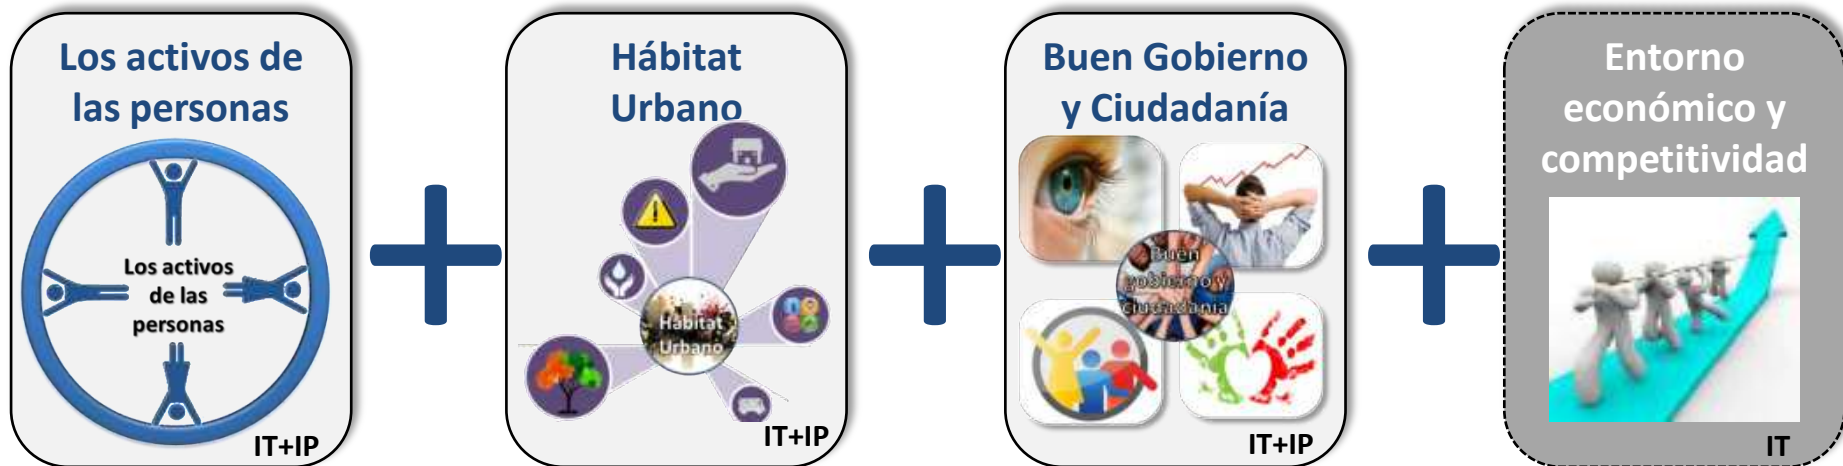 Los activos de
las personas
Los activos
de las
personas
IT+IP
Hábitat
Urbano
Hábitat
Urbano
IT+IP
Buen Gobierno
y Ciudadanía
Buen
gobierno y
ciudadanía
IT+IP
Entorno
económico y
competitividad
IT